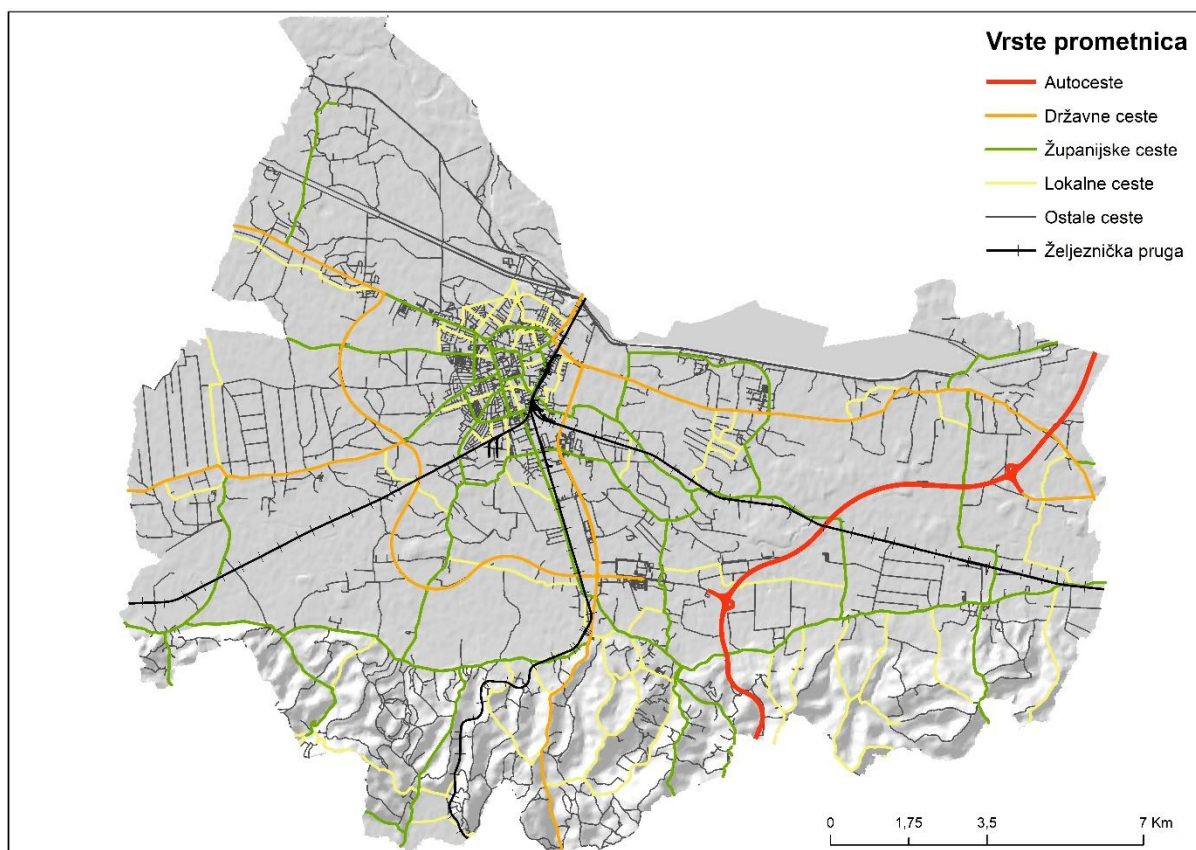 Vrste prometnica
Autoceste
Državne ceste
Županijske ceste
Lokalne ceste
Ostale ceste
Željeznička pruga
0 1,75 3,5 7 Km